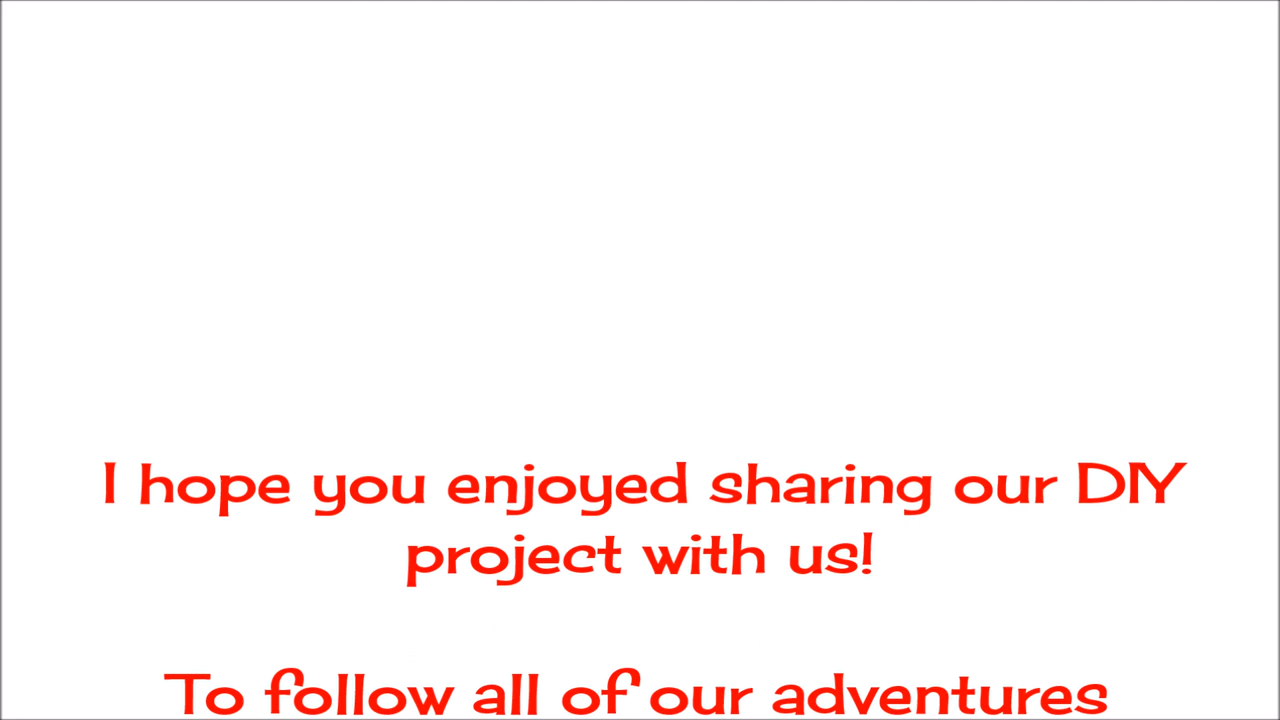 I hope you enjoyed sharing our DIY
project with us!
To follow all of our adventures